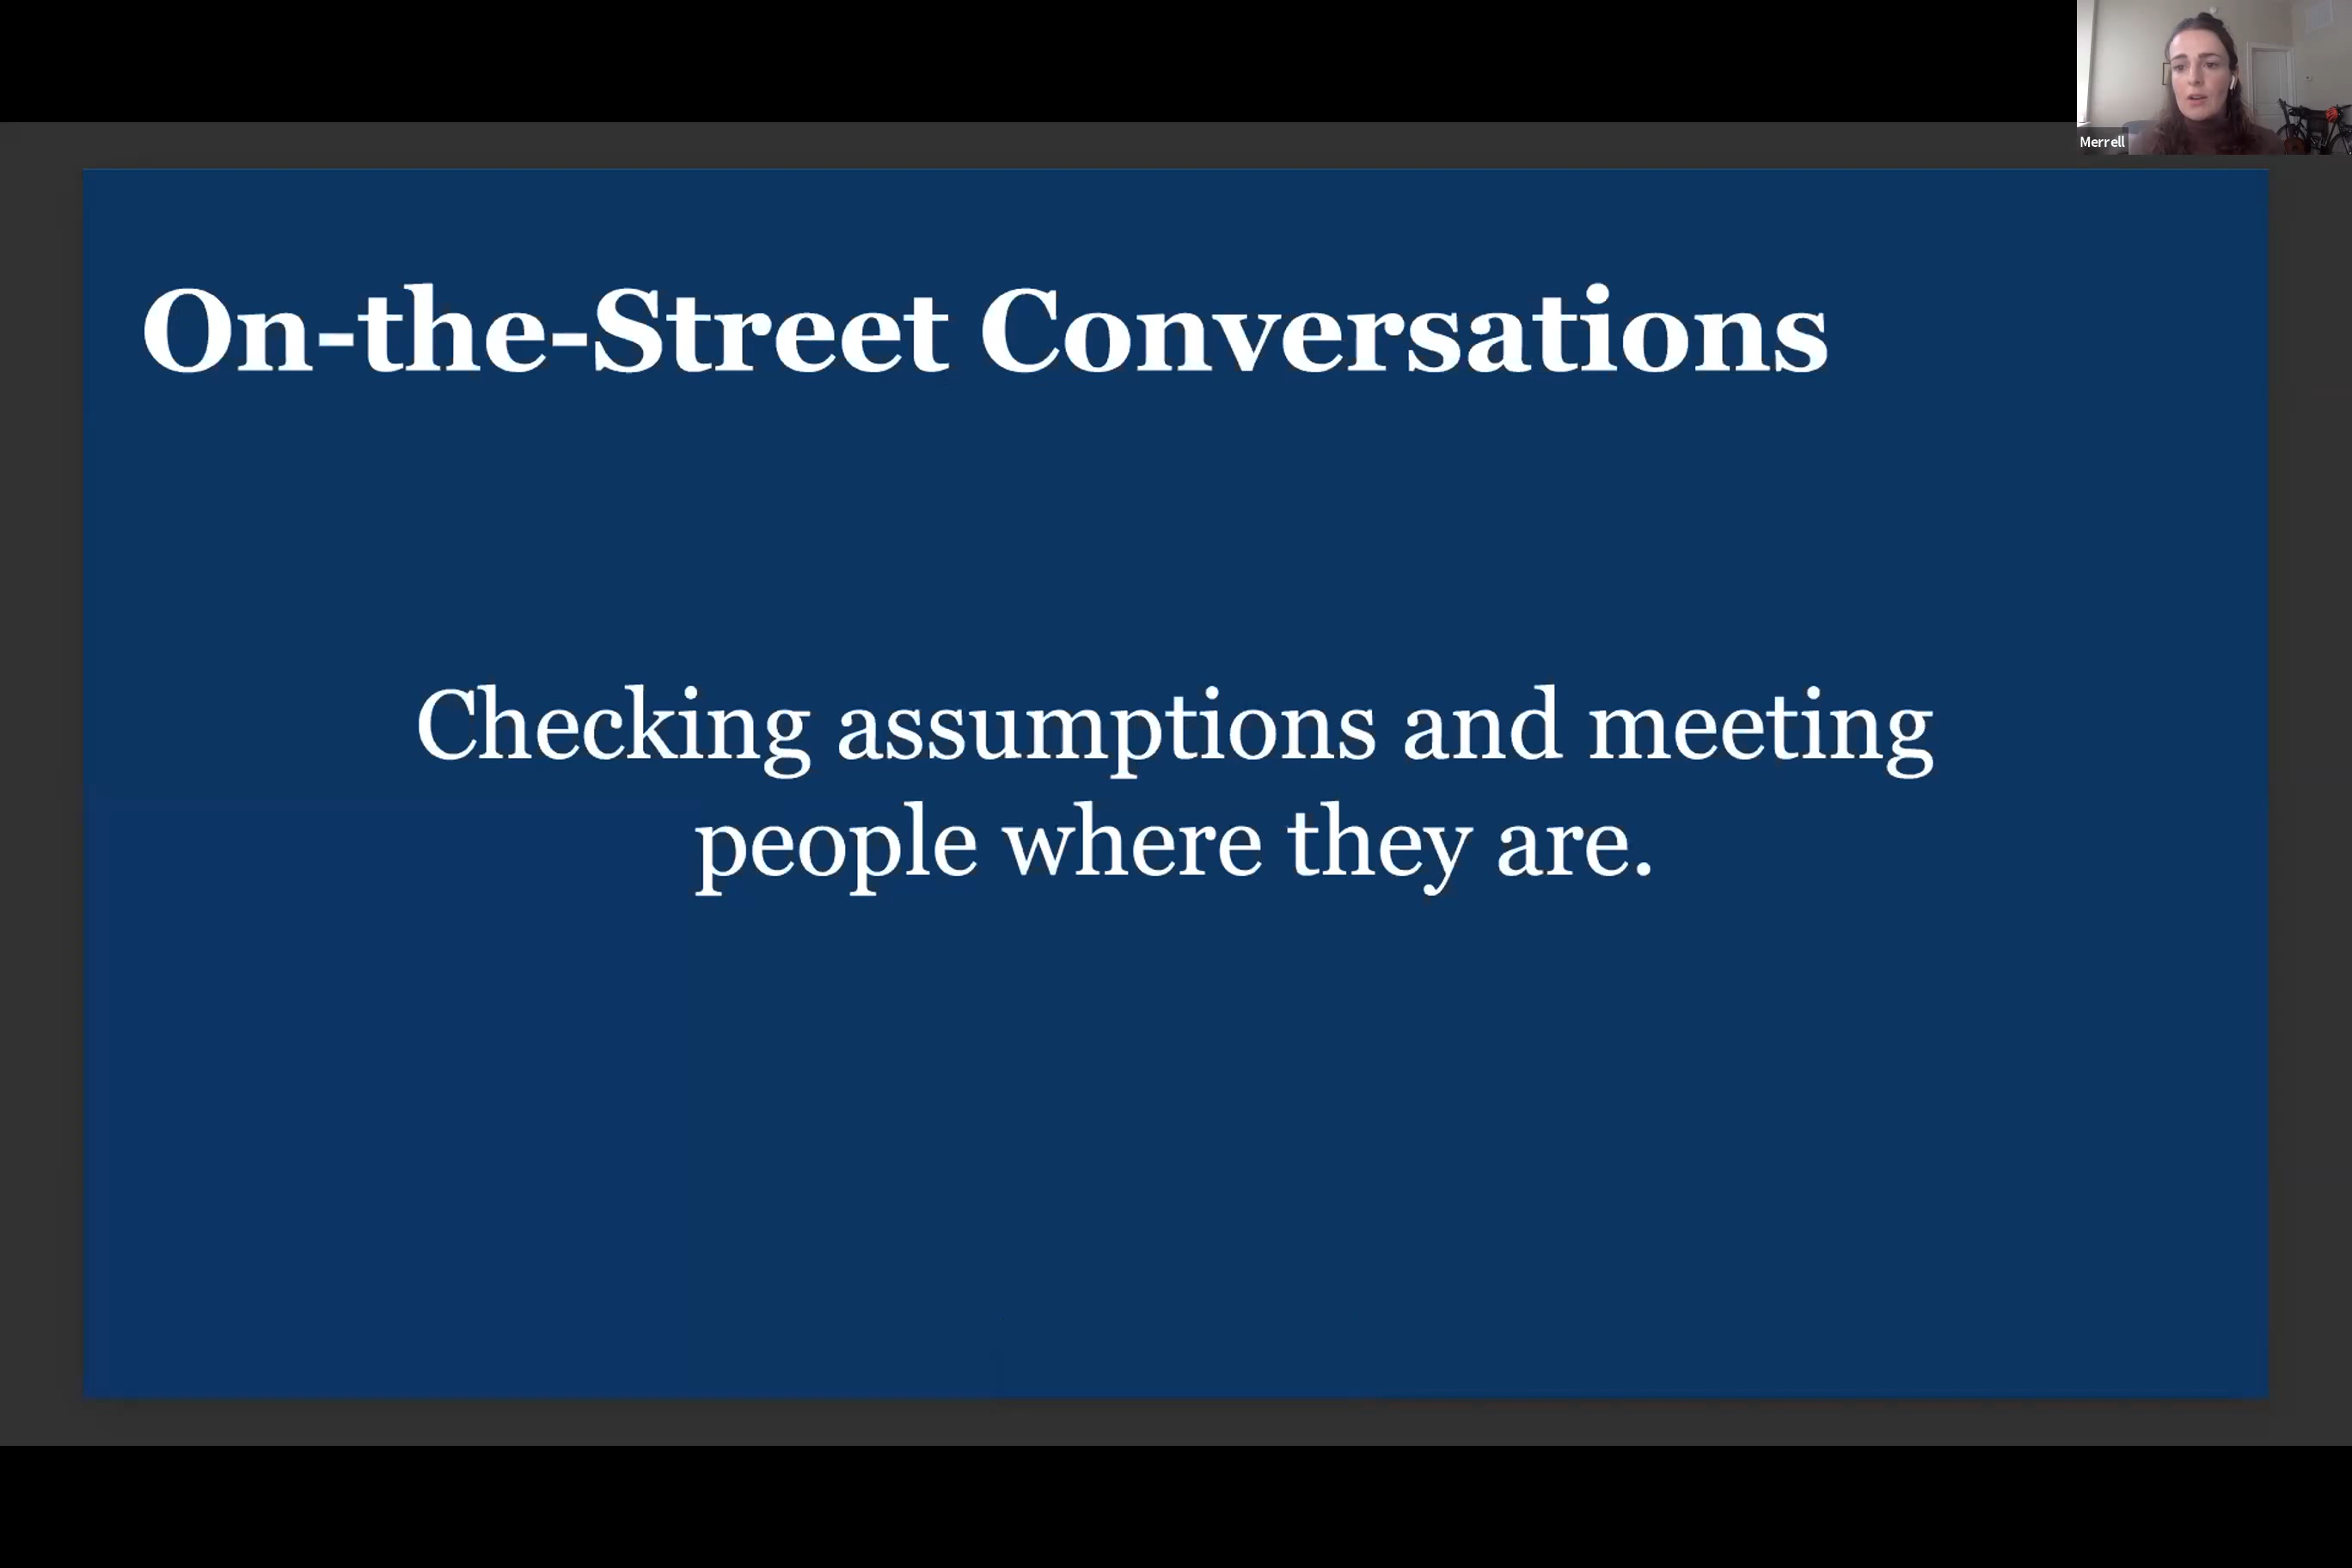 Merrell
On-the-Street Conversations
Checking assumptions and meeting
people where they are.